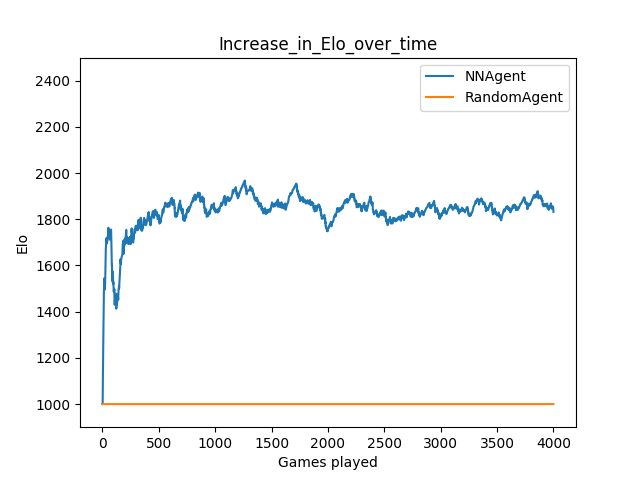 Increase_in_Elo_over_time
NNAgent
RandomAgent
2400
2200
2000
1800
1600
1400
1200
1000
Elo
0 500 1000 1500 2000 2500 3000 3500 4000
Games played